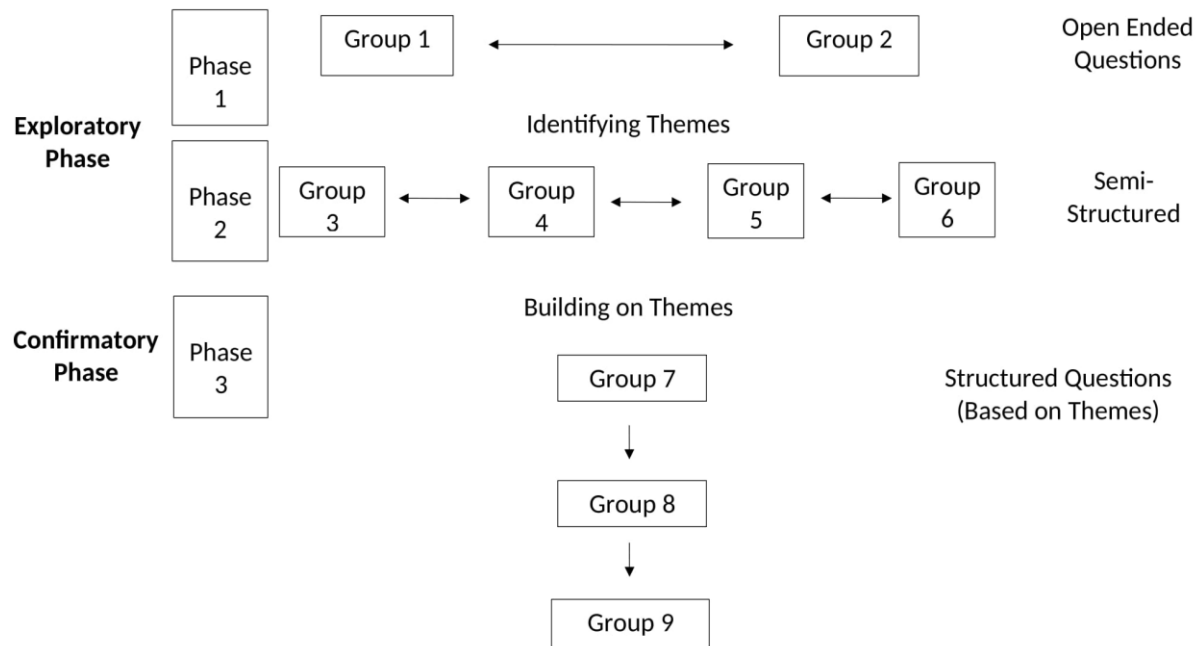 Group 1
Group 2
Open Ended
Questions
Phase
1
Exploratory
Phase
Identifying Themes
Phase
2
Group
3
Group
4
Group
5
Group
6
Semi-
Structured
Building on Themes
Confirmatory
Phase
Phase
3
Group 7
Structured Questions
(Based on Themes)
Group 8
Group 9